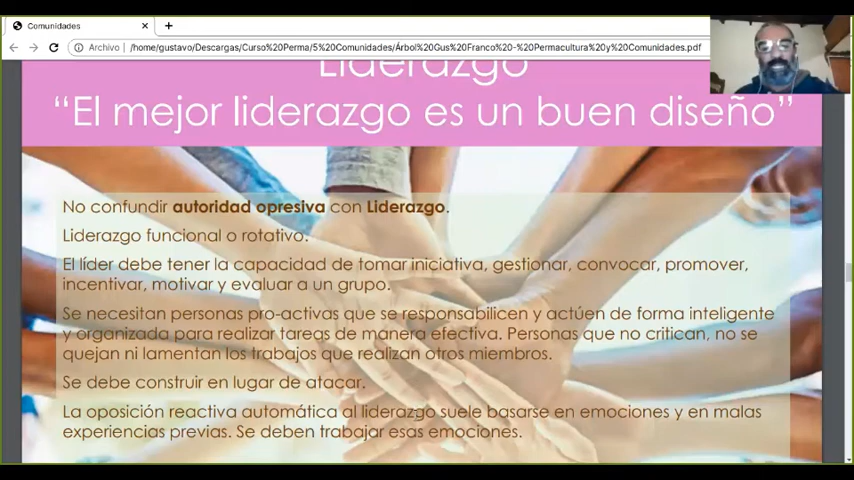 Comunidades
Archivo
/home/gustavo/Descargas/Curso%20Perma/5%20Comunidades/Árbol%20Gus%20Franco%20-%20Permacultura%20y%20Comunidades.pdf
Liderazgo
“El mejor liderazgo es un buen diseño”
No confundir autoridad opresiva con Liderazgo.
Liderazgo funcional o rotativo.
El líder debe tener la capacidad de tomar iniciativa, gestionar, convocar, promover,
incentivar, motivar y evaluar a un grupo.
Se necesitan personas pro-activas que se responsabilicen y actúen de forma inteligente
y organizada para realizar tareas de manera efectiva. Personas que no critican, no se
quejan ni lamentan los trabajos que realizan otros miembros.
Se debe construir en lugar de atacar.
La oposición reactiva automática al liderazgo suele basarse en emociones y en malas
experiencias previas. Se deben trabajar esas emociones.